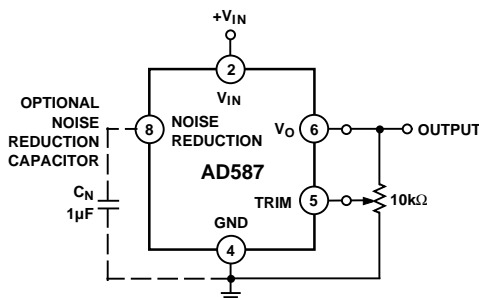 +VIN
2
VIN
OPTIONAL
NOISE
REDUCTION
CAPACITOR
8
NOISE
REDUCTION
VO
6
OUTPUT
AD587
CN
1µF
TRIM
5
10kΩ
GND
4